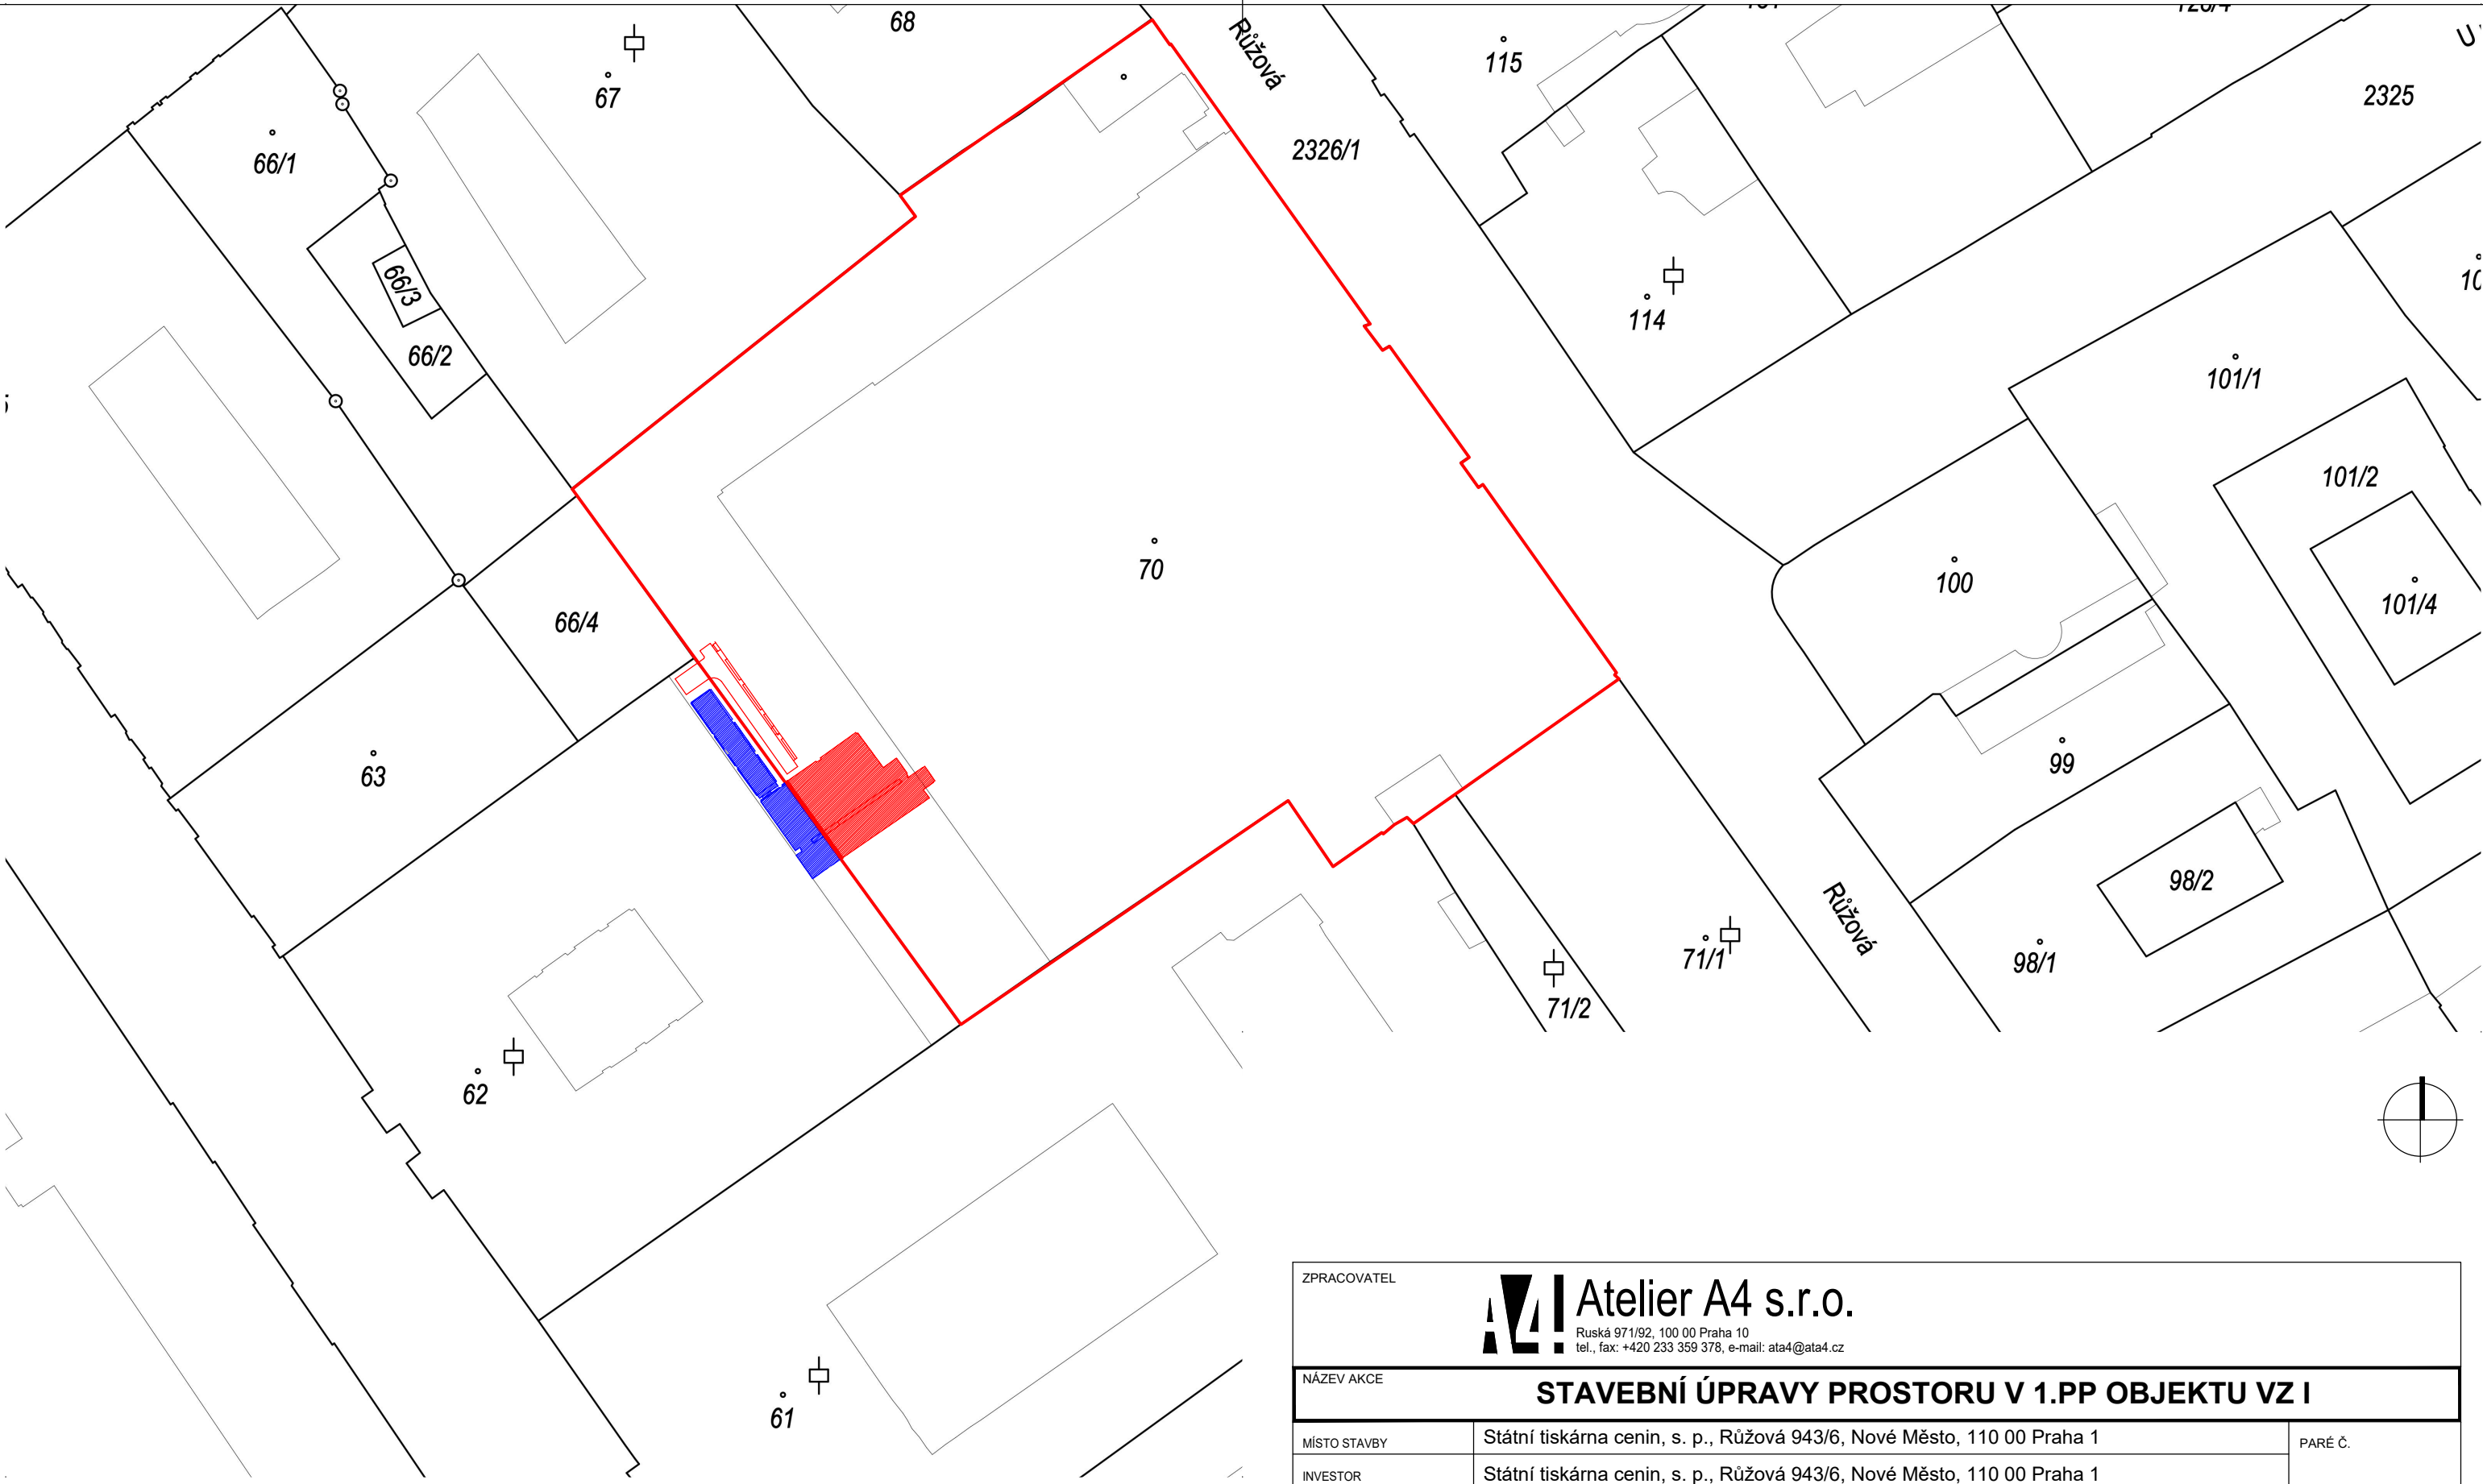 68
67
115
2325
Růžová
2326/1
66/1
66/3
66/2
114
101/1
101/2
101/4
70
100
66/4
63
99
98/2
Růžová
98/1
71/1
71/2
62
61
ZPRACOVATEL
A4! Atelier A4 s.r.o.
Ruská 971/92, 100 00 Praha 10
tel., fax: +420 233 359 378, e-mail: ata4@ata4.cz
NÁZEV AKCE STAVEBNÍ ÚPRAVY PROSTORU V 1.PP OBJEKTU VZ I
MÍSTO STAVBY Státní tiskárna cenin, s. p., Růžová 943/6, Nové Město, 110 00 Praha 1 PARÉ Č.
INVESTOR Státní tiskárna cenin, s. p., Růžová 943/6, Nové Město, 110 00 Praha 1